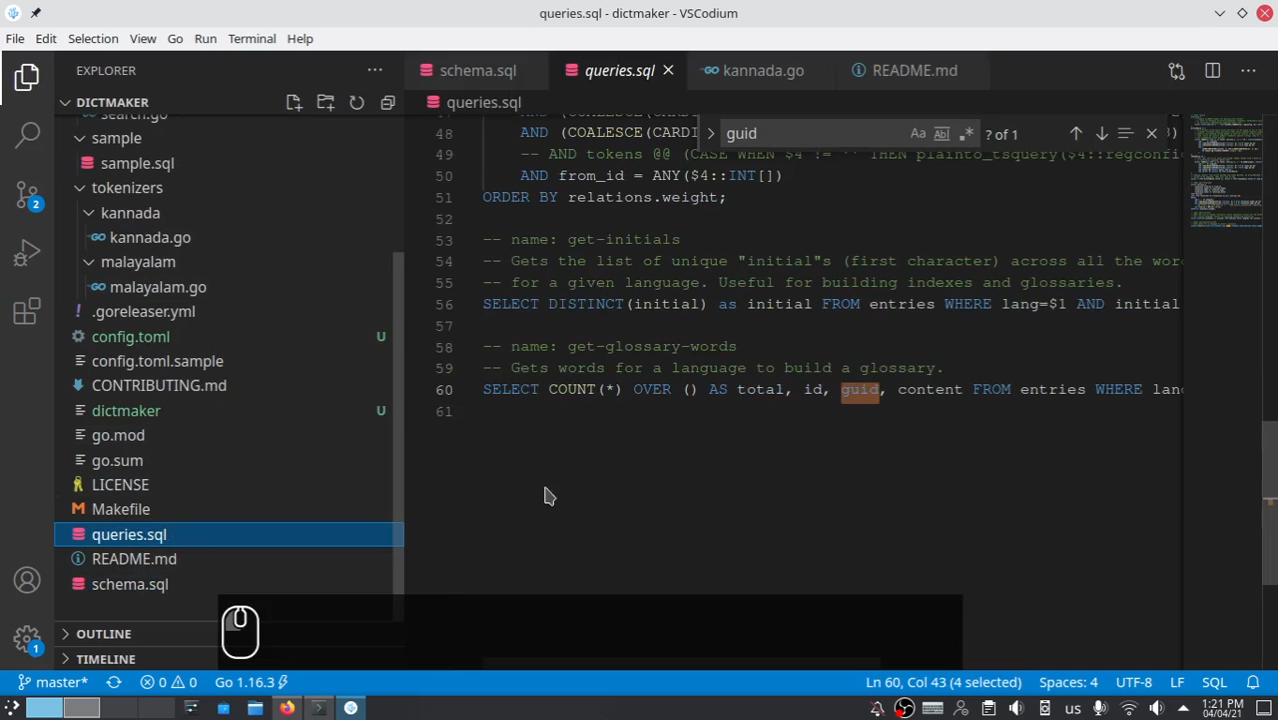 queries.sql - dictmaker - VSCodium
File Edit Selection View Go Run Terminal Help
EXPLORER
schema.sql
queries.sql
kannada.go
README.md
DICTMAKER
queries.sql
search.go
sample
sample.sql
tokenizers
kannada
kannada.go
malayalam
malayalam.go
.goreleaser.yml
config.toml U
config.toml.sample
CONTRIBUTING.md
dictmaker U
go.mod
go.sum
LICENSE
Makefile
queries.sql
README.md
schema.sql
OUTLINE
TIMELINE
guid
Aa Ab ? of 1
48 AND (COALESCE(CARDI
49 -- AND tokens @@ (CASE WHEN $4 != '' THEN plainto_tsquery($4::regconfi
50 AND from_id = ANY($4::INT[])
51 ORDER BY relations.weight;
52
53 -- name: get-initials
54 -- Gets the list of unique "initial"s (first character) across all the wor
55 -- for a given language. Useful for building indexes and glossaries.
56 SELECT DISTINCT(initial) as initial FROM entries WHERE lang=$1 AND initial
57
58 -- name: get-glossary-words
59 -- Gets words for a language to build a glossary.
60 SELECT COUNT(*) OVER () AS total, id, guid, content FROM entries WHERE lan
61
2
1
master* 0 0 Go 1.16.3 Ln 60, Col 43 (4 selected) Spaces: 4 UTF-8 LF SQL
us 1:21 PM
04/04/21